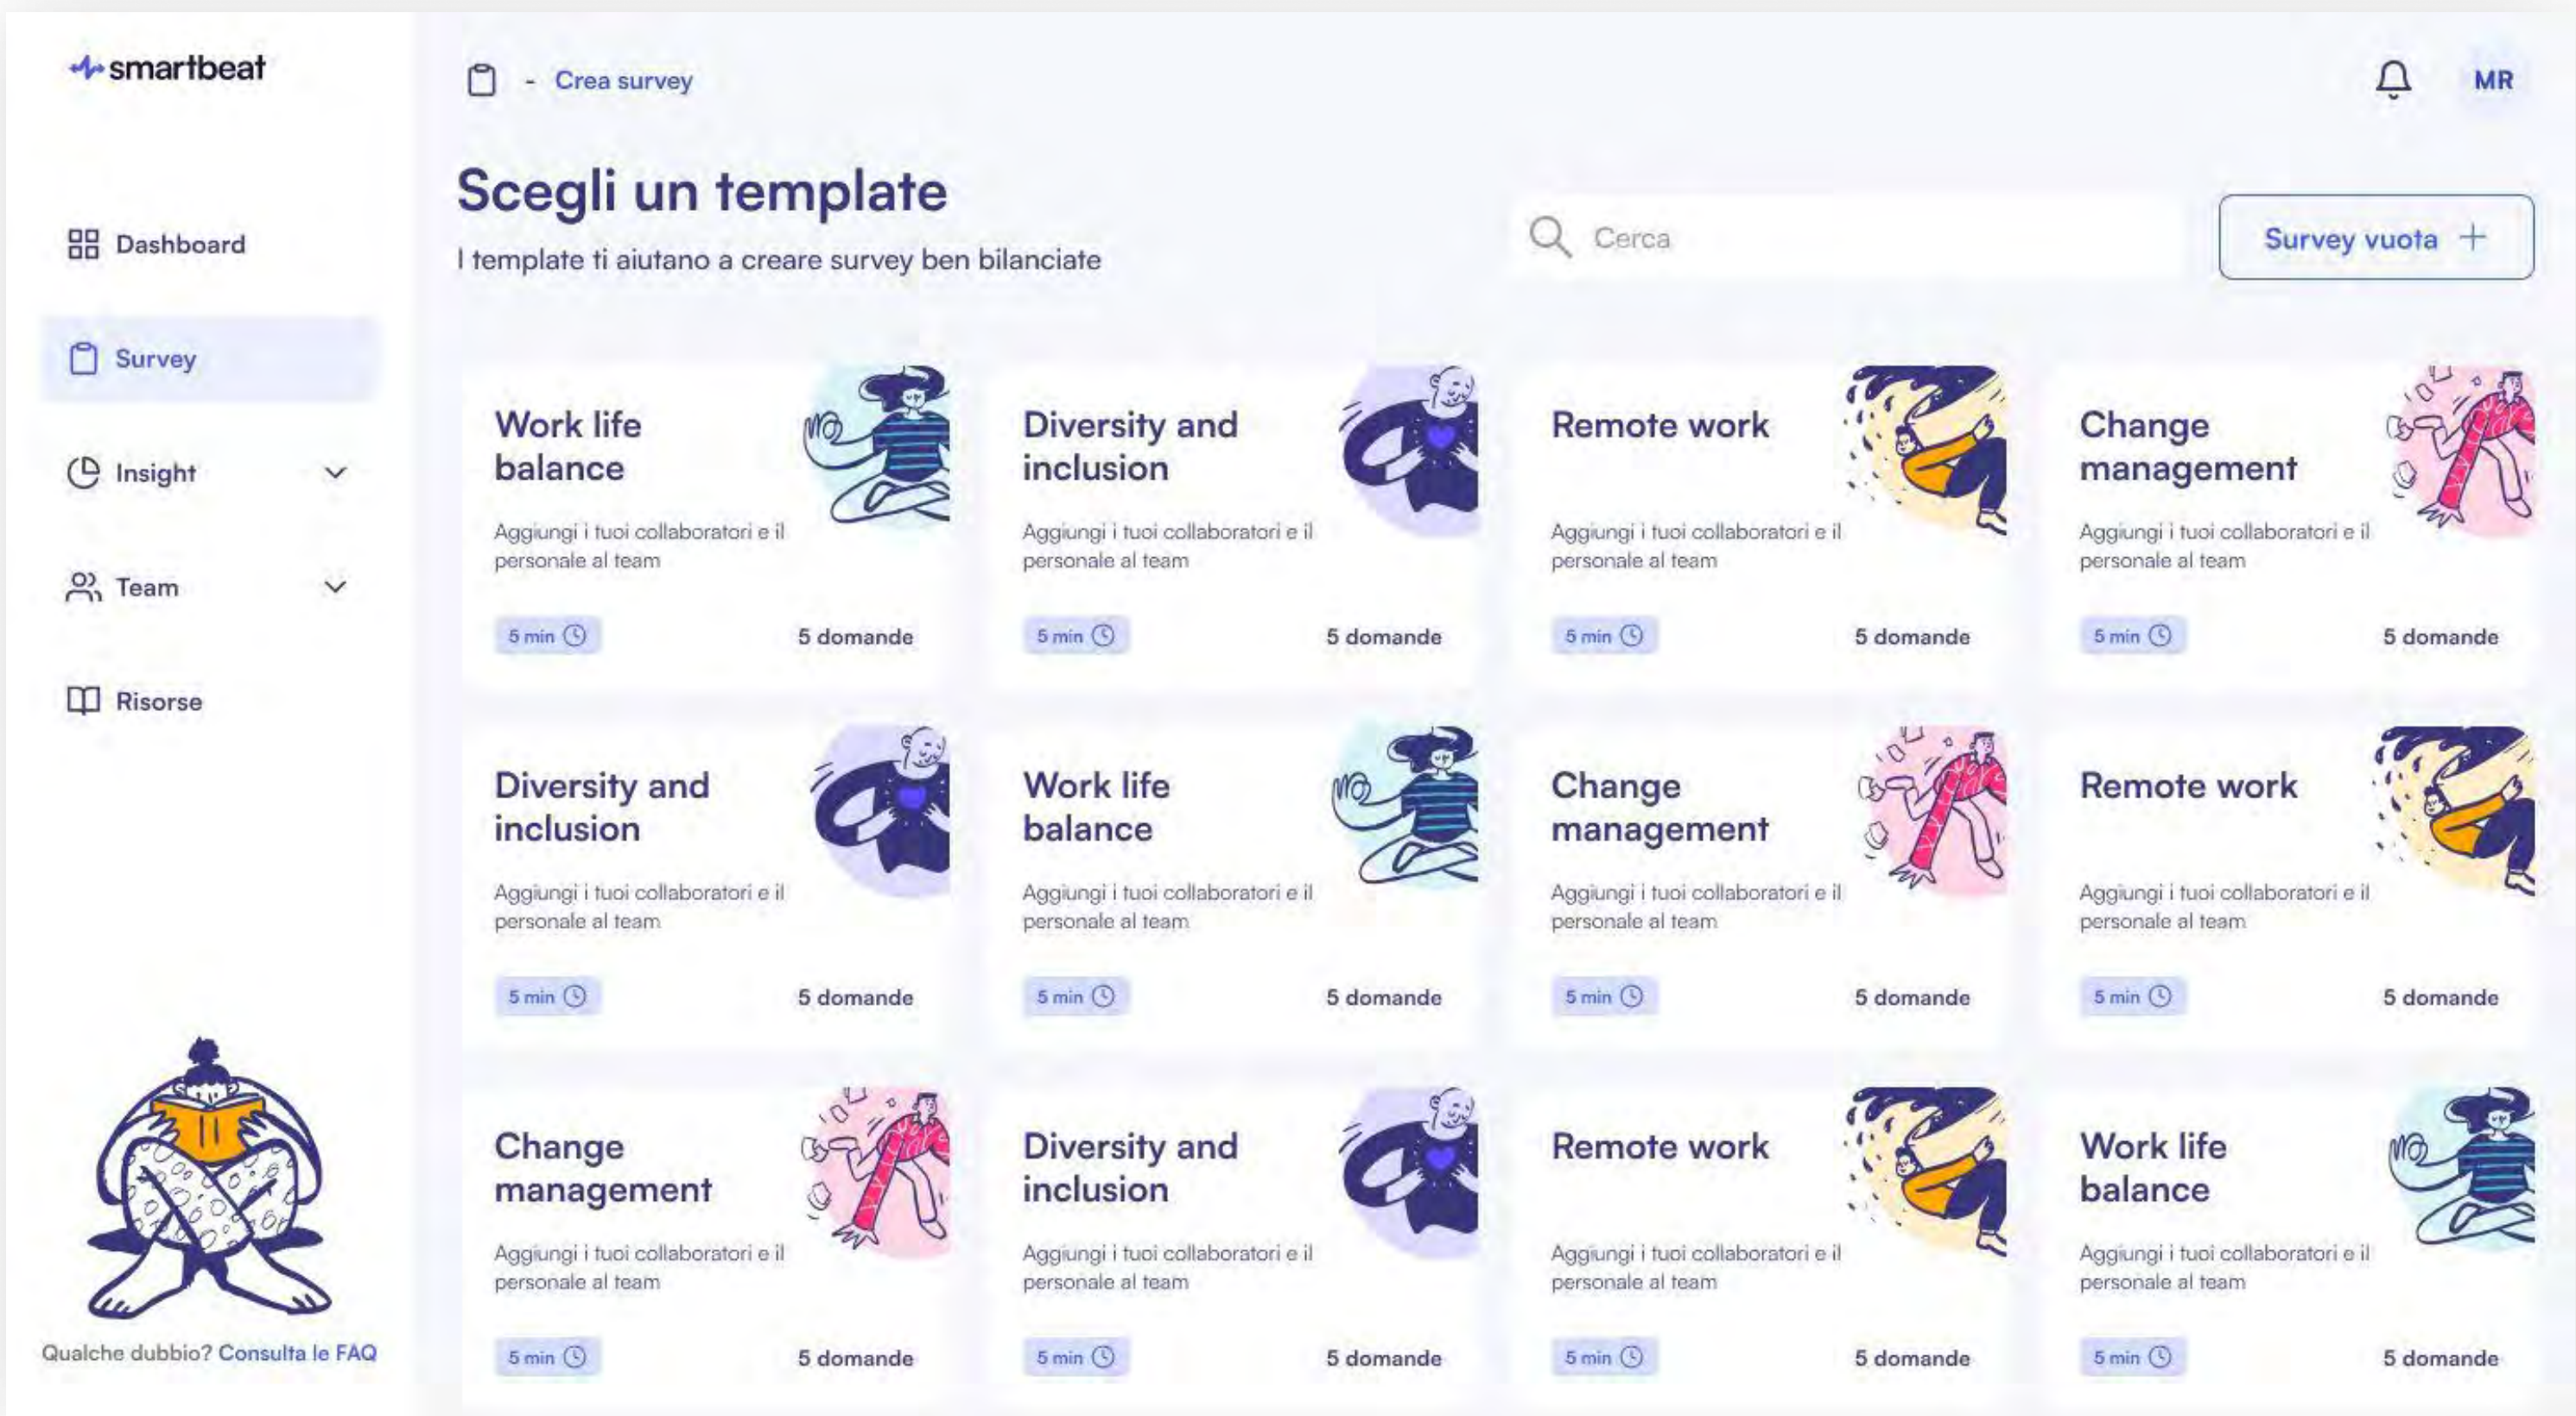 smartbeat
Dashboard
Survey
Insight
Team
Risorse
Qualche dubbio? Consulta le FAQ
- Crea survey
MR
Scegli un template
I template ti aiutano a creare survey ben bilanciate
Cerca
Survey vuota
Work life
balance
Aggiungi i tuoi collaboratori e il
personale al team
5 min
5 domande
Diversity and
inclusion
Aggiungi i tuoi collaboratori e il
personale al team
5 min
5 domande
Remote work
Aggiungi i tuoi collaboratori e il
personale al team
5 min
5 domande
Change
management
Aggiungi i tuoi collaboratori e il
personale al team
5 min
5 domande
Diversity and
inclusion
Aggiungi i tuoi collaboratori e il
personale al team
5 min
5 domande
Work life
balance
Aggiungi i tuoi collaboratori e il
personale al team
5 min
5 domande
Change
management
Aggiungi i tuoi collaboratori e il
personale al team
5 min
5 domande
Remote work
Aggiungi i tuoi collaboratori e il
personale al team
5 min
5 domande
Change
management
Aggiungi i tuoi collaboratori e il
personale al team
5 min
5 domande
Diversity and
inclusion
Aggiungi i tuoi collaboratori e il
personale al team
5 min
5 domande
Remote work
Aggiungi i tuoi collaboratori e il
personale al team
5 min
5 domande
Work life
balance
Aggiungi i tuoi collaboratori e il
personale al team
5 min
5 domande